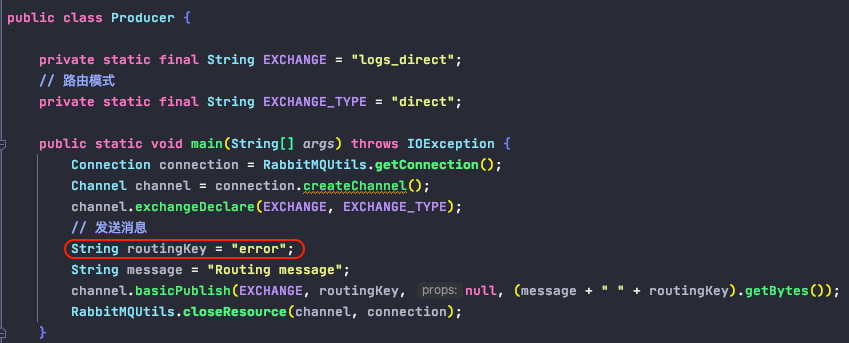 public class Producer {
private static final String EXCHANGE = "logs_direct";
// 路由模式
private static final String EXCHANGE_TYPE = "direct";
public static void main(String[] args) throws IOException {
Connection connection = RabbitMQUtils.getConnection();
Channel channel = connection.createChannel();
channel.exchangeDeclare(EXCHANGE, EXCHANGE_TYPE);
// 发送消息
String routingKey = "error";
String message = "Routing message";
channel.basicPublish(EXCHANGE, routingKey, props: null, (message + " " + routingKey).getBytes());
RabbitMQUtils.closeResource(channel, connection);
}